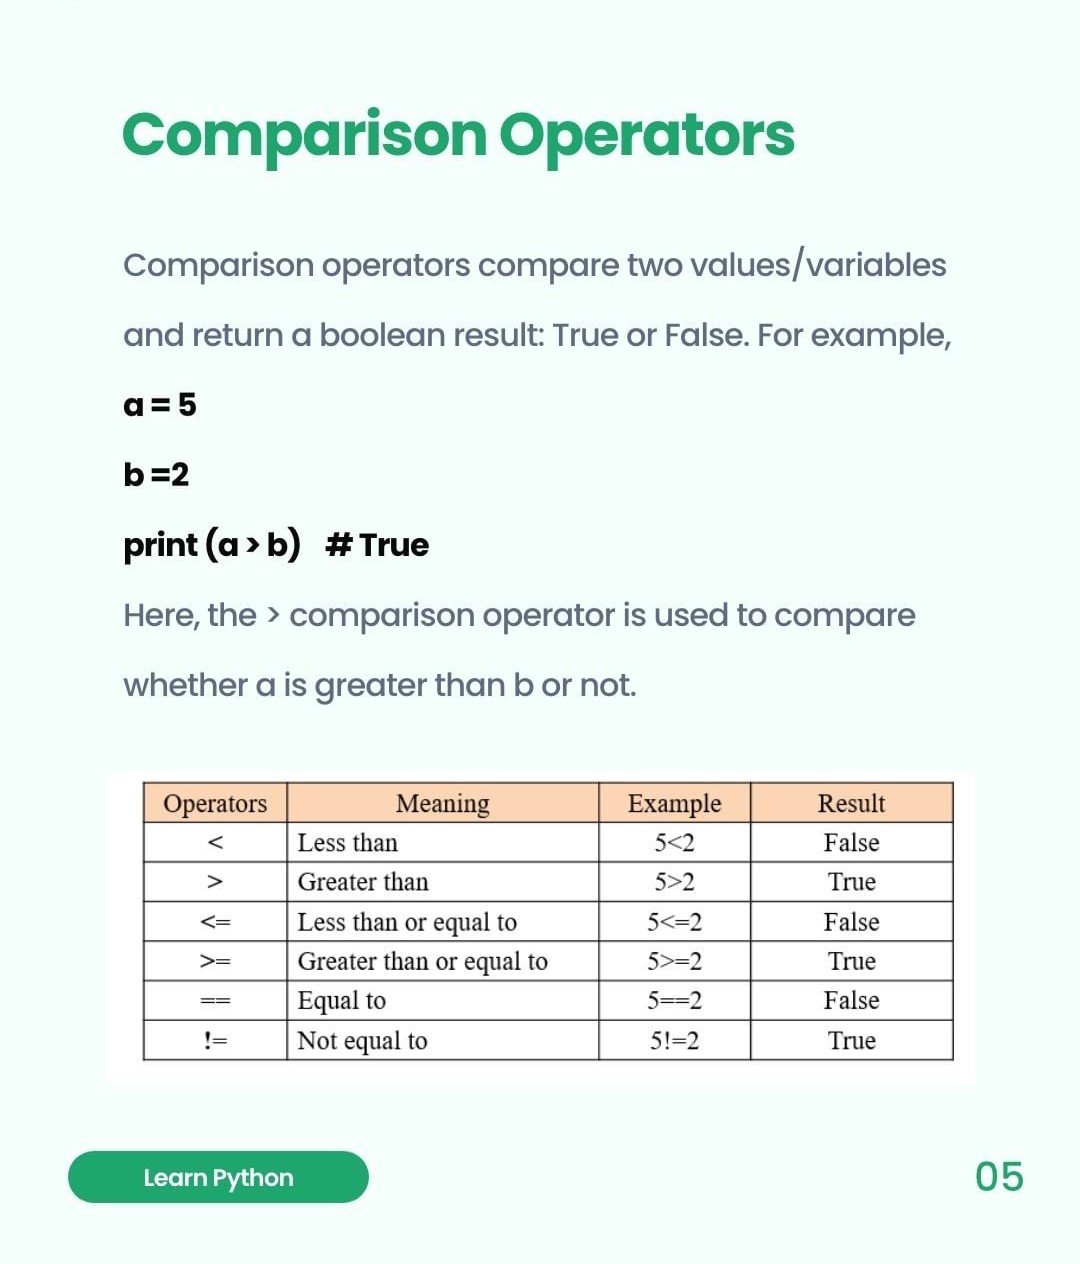 Comparison Operators
Comparison operators compare two values/variables
and return a boolean result: True or False. For example,
a = 5
b =2
print (a > b)   # True
Here, the > comparison operator is used to compare
whether a is greater than b or not.
Operators Meaning Example Result
< Less than 5<2 False
> Greater than 5>2 True
<= Less than or equal to 5<=2 False
>= Greater than or equal to 5>=2 True
== Equal to 5==2 False
!= Not equal to 5!=2 True
Learn Python 05